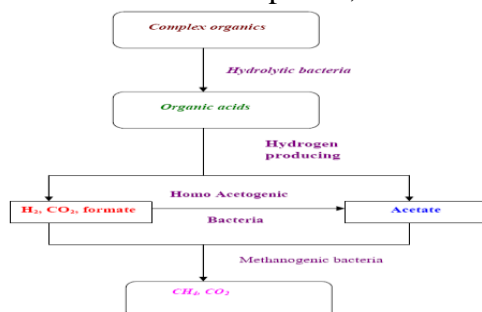 Complex organics
Hydrolytic bacteria
Organic acids
Hydrogen
producing
Homo Acetogenic
H₂, CO₂, formate
Acetate
Bacteria
Methanogenic bacteria
CH₄, CO₂